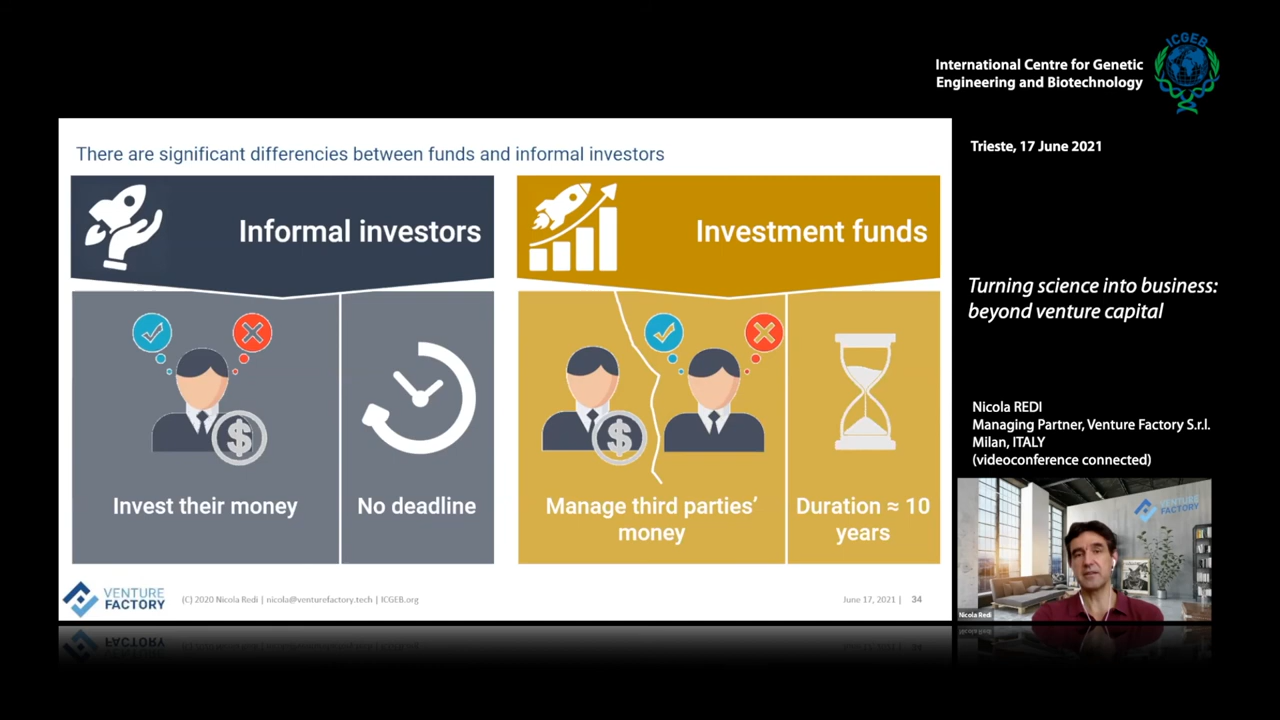 ICGEB
International Centre for Genetic
Engineering and Biotechnology
Trieste, 17 June 2021
There are significant differencies between funds and informal investors
Informal investors
Investment funds
$
$
Invest their money
No deadline
Manage third parties’
money
Duration ≈ 10
years
VENTURE
FACTORY
(C) 2020 Nicola Redi | nicola@venturefactory.tech | ICGEB.org
June 17, 2021 |
34
Turning science into business:
beyond venture capital
Nicola REDI
Managing Partner, Venture Factory S.r.l.
Milan, ITALY
(videoconference connected)
VENTURE
FACTORY
Nicola Redi